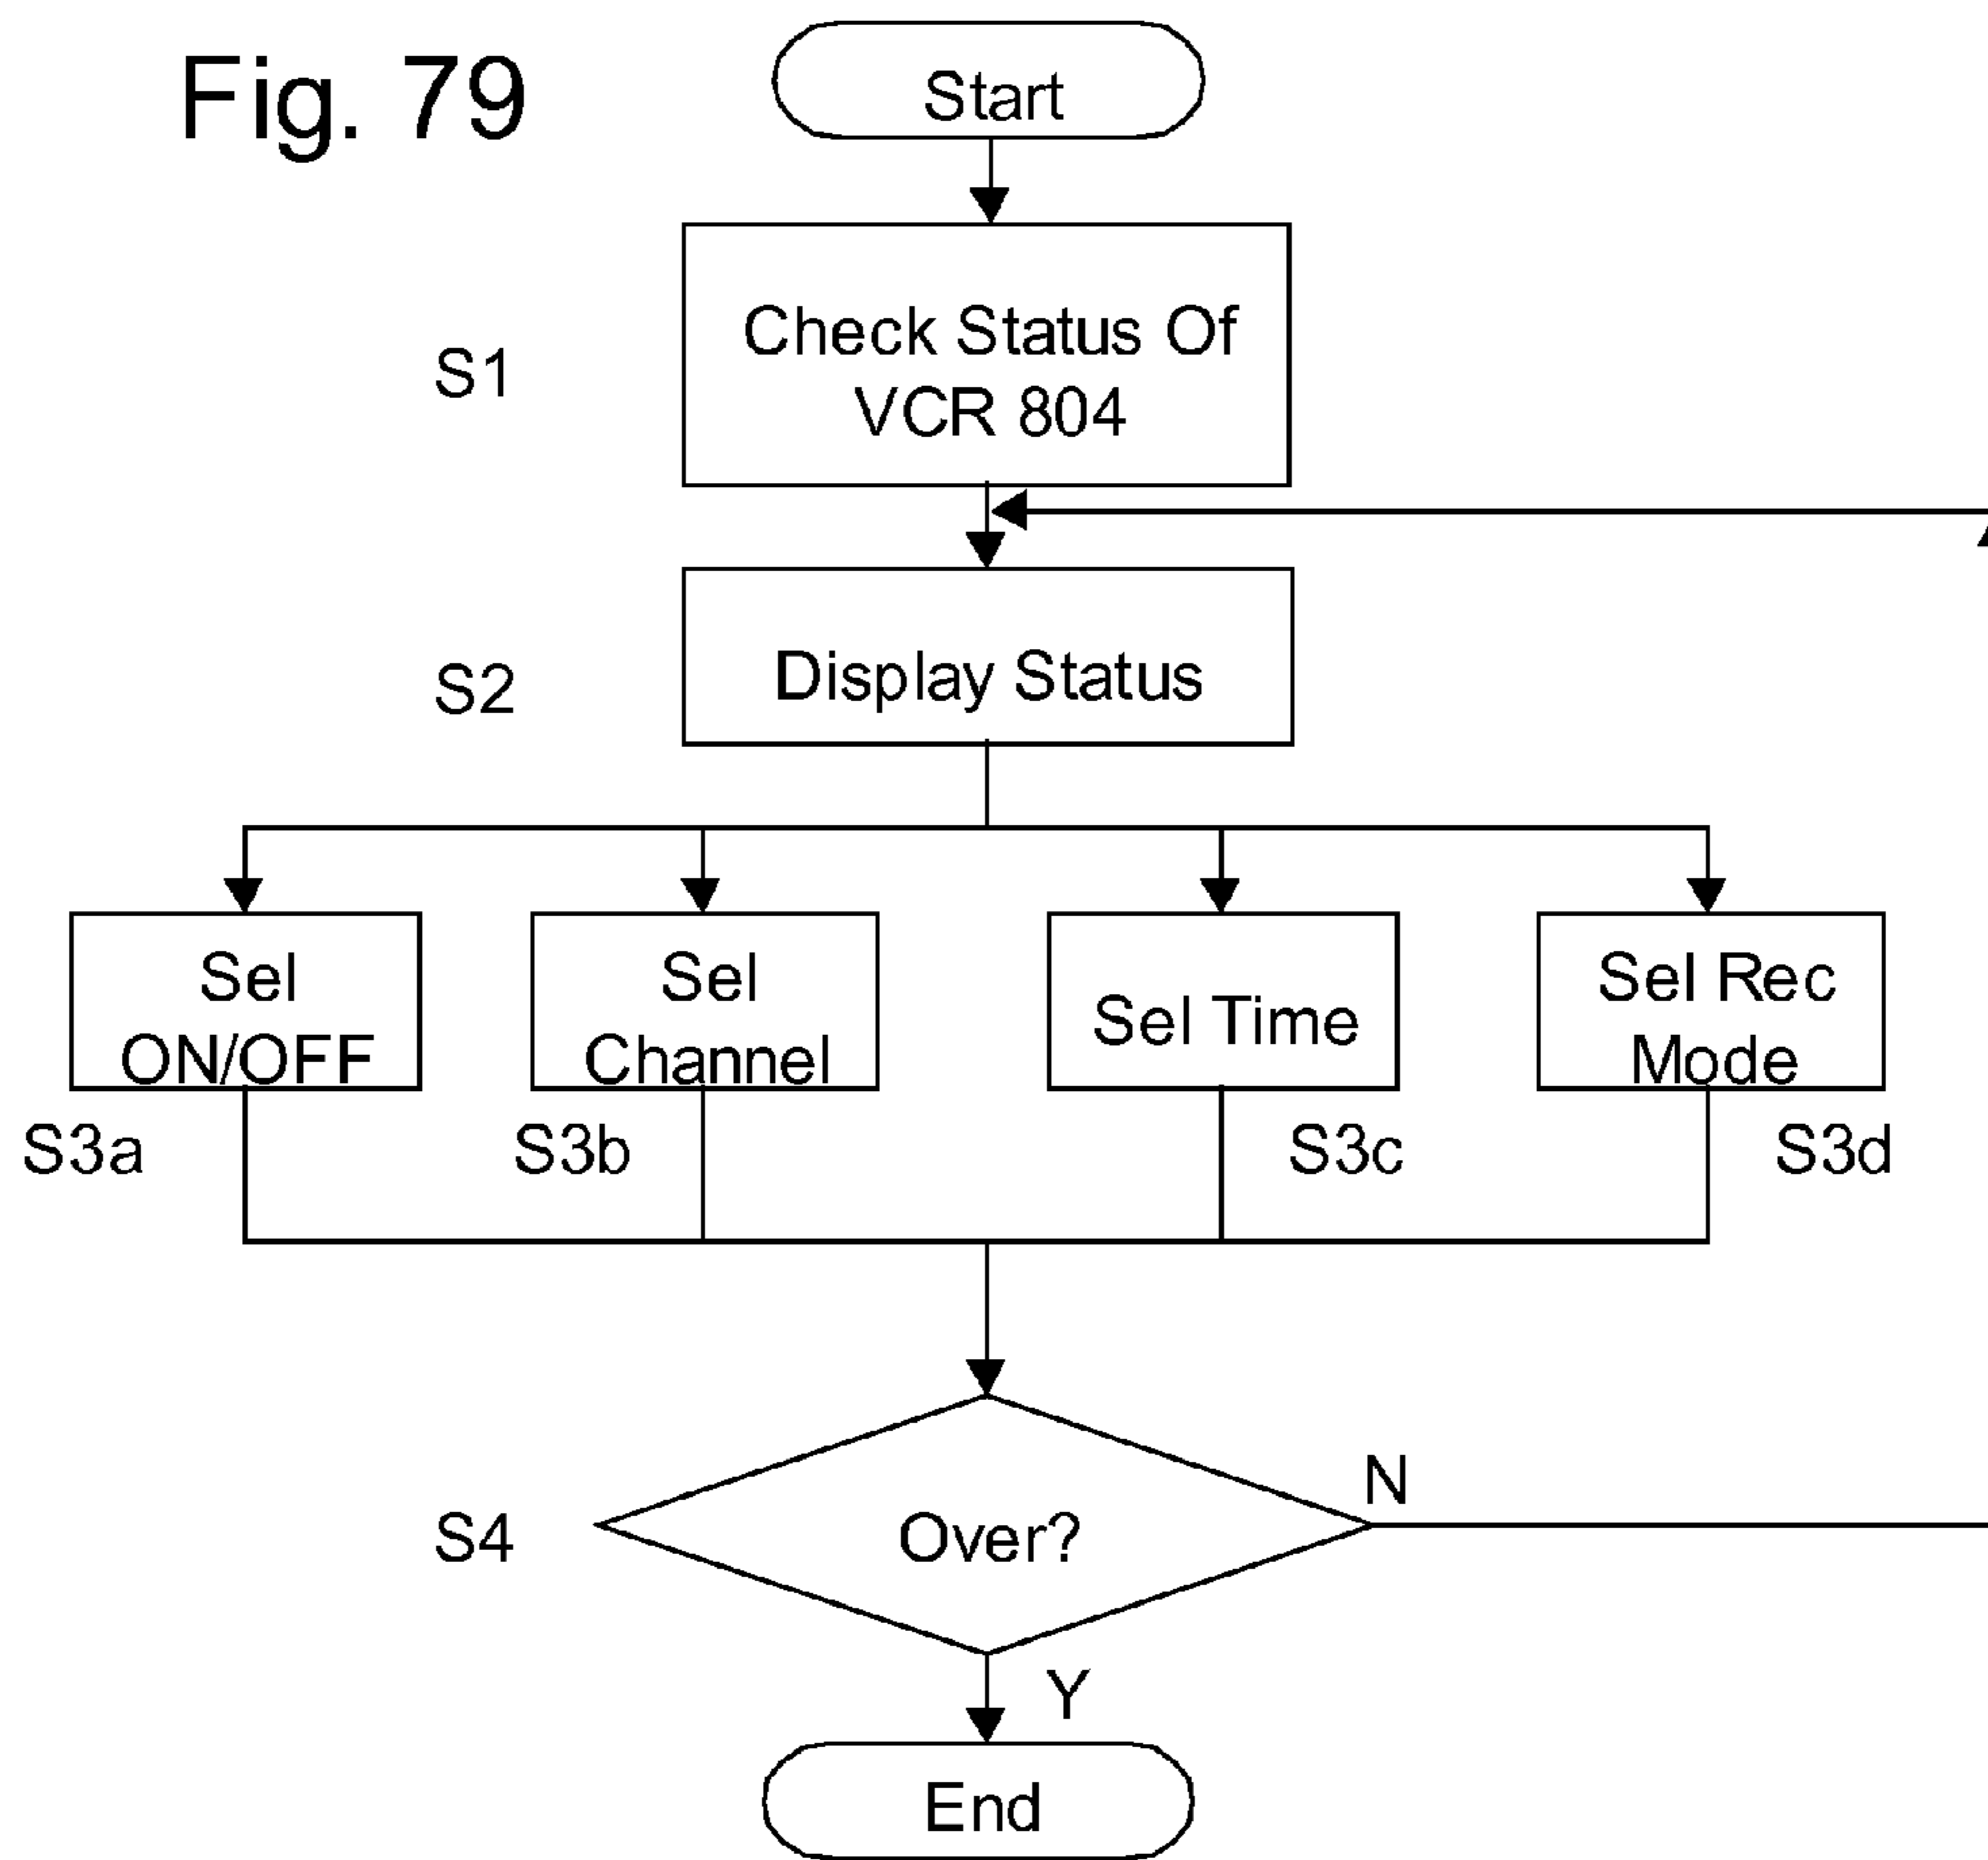 Fig. 79
Start
S1
Check Status Of
VCR 804
S2
Display Status
Sel
ON/OFF
Sel
Channel
Sel Time
Sel Rec
Mode
S3a
S3b
S3c
S3d
S4
Over?
N
Y
End